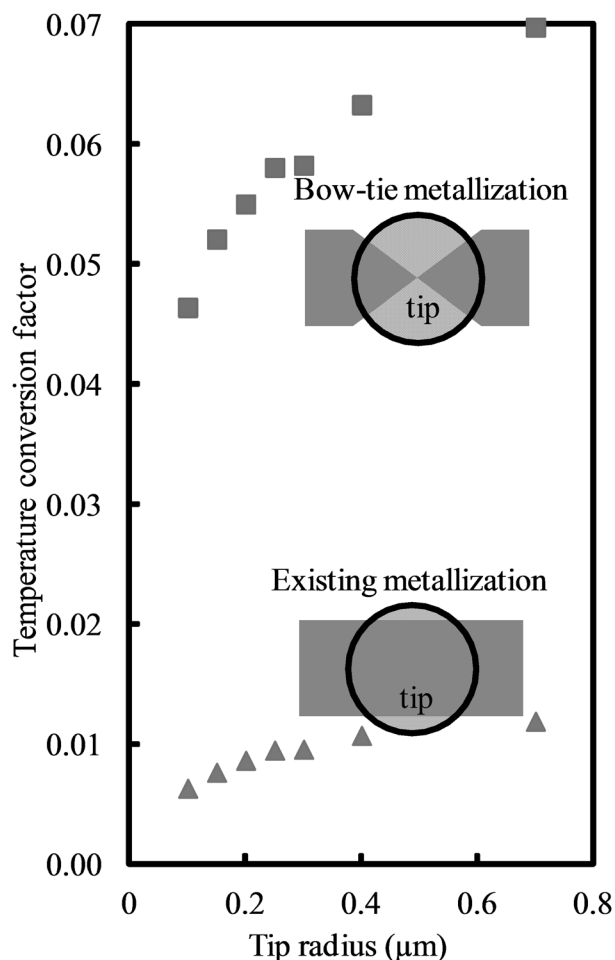 Temperature conversion factor
0.07
0.06
0.05
0.04
0.03
0.02
0.01
0.00
Bow-tie metallization
tip
Existing metallization
tip
0
0.2
0.4
0.6
0.8
Tip radius (μm)